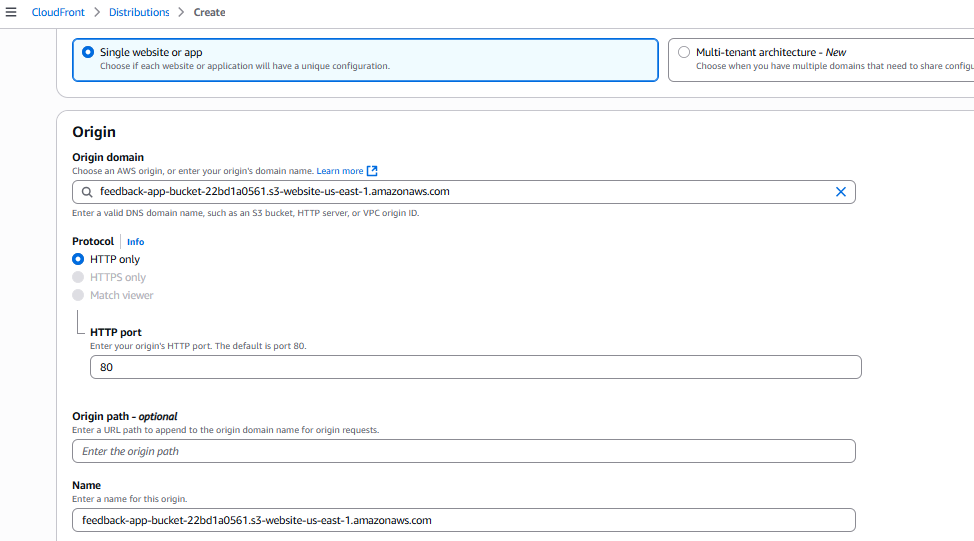 CloudFront > Distributions > Create
Single website or app
Choose if each website or application will have a unique configuration.
Multi-tenant architecture - New
Choose when you have multiple domains that need to share configu
Origin
Origin domain
Choose an AWS origin, or enter your origin's domain name. Learn more
feedback-app-bucket-22bd1a0561.s3-website-us-east-1.amazonaws.com
Enter a valid DNS domain name, such as an S3 bucket, HTTP server, or VPC origin ID.
Protocol | Info
HTTP only
HTTPS only
Match viewer
HTTP port
Enter your origin's HTTP port. The default is port 80.
80
Origin path - optional
Enter a URL path to append to the origin domain name for origin requests.
Enter the origin path
Name
Enter a name for this origin.
feedback-app-bucket-22bd1a0561.s3-website-us-east-1.amazonaws.com